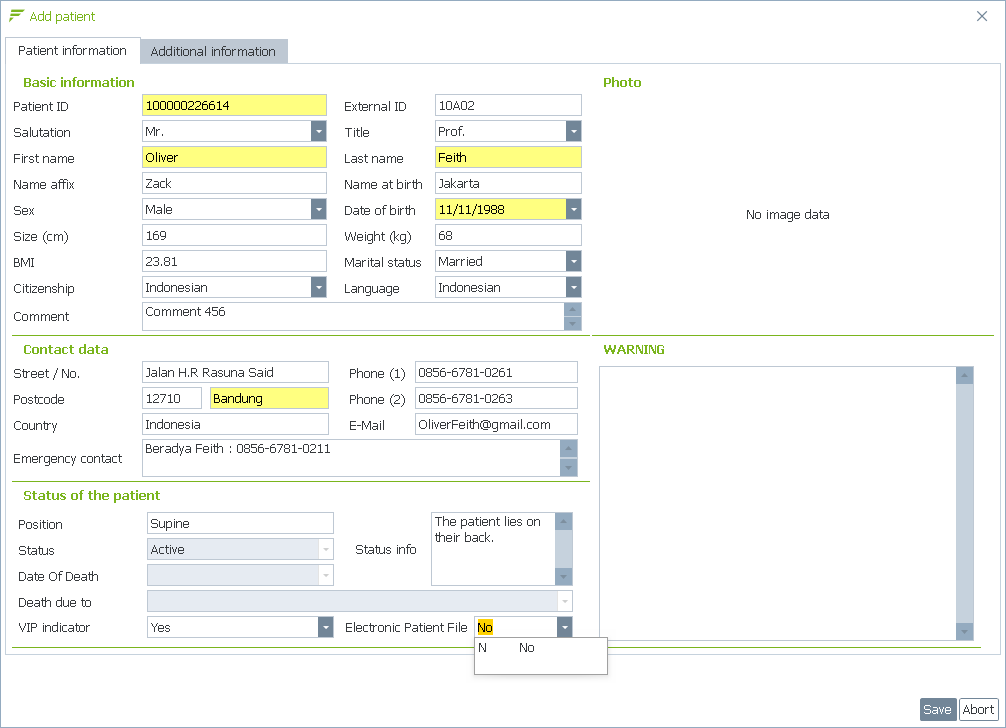 Add patient
Patient information Additional information
Basic information
Patient ID 100000226614 External ID 10A02
Salutation Mr. Title Prof.
First name Oliver Last name Feith
Name affix Zack Name at birth Jakarta
Sex Male Date of birth 11/11/1988
Size (cm) 169 Weight (kg) 68
BMI 23.81 Marital status Married
Citizenship Indonesian Language Indonesian
Comment Comment 456
Photo
No image data
Contact data
Street / No. Jalan H.R Rasuna Said Phone (1) 0856-6781-0261
Postcode 12710 Bandung Phone (2) 0856-6781-0263
Country Indonesia E-Mail OliverFeith@gmail.com
Emergency contact Beradya Feith : 0856-6781-0211
WARNING
Status of the patient
Position Supine
Status Active Status info The patient lies on
their back.
Date Of Death
Death due to
VIP indicator Yes Electronic Patient File No
N No
Save Abort